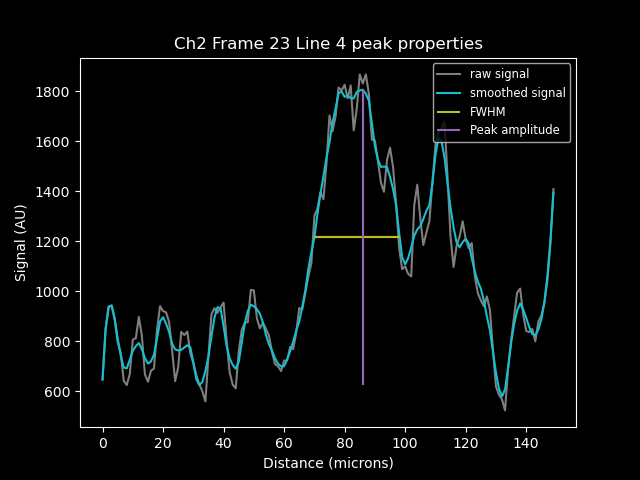 Ch2 Frame 23 Line 4 peak properties
raw signal
smoothed signal
FWHM
Peak amplitude
Signal (AU)
1800
1600
1400
1200
1000
800
600
0 20 40 60 80 100 120 140
Distance (microns)